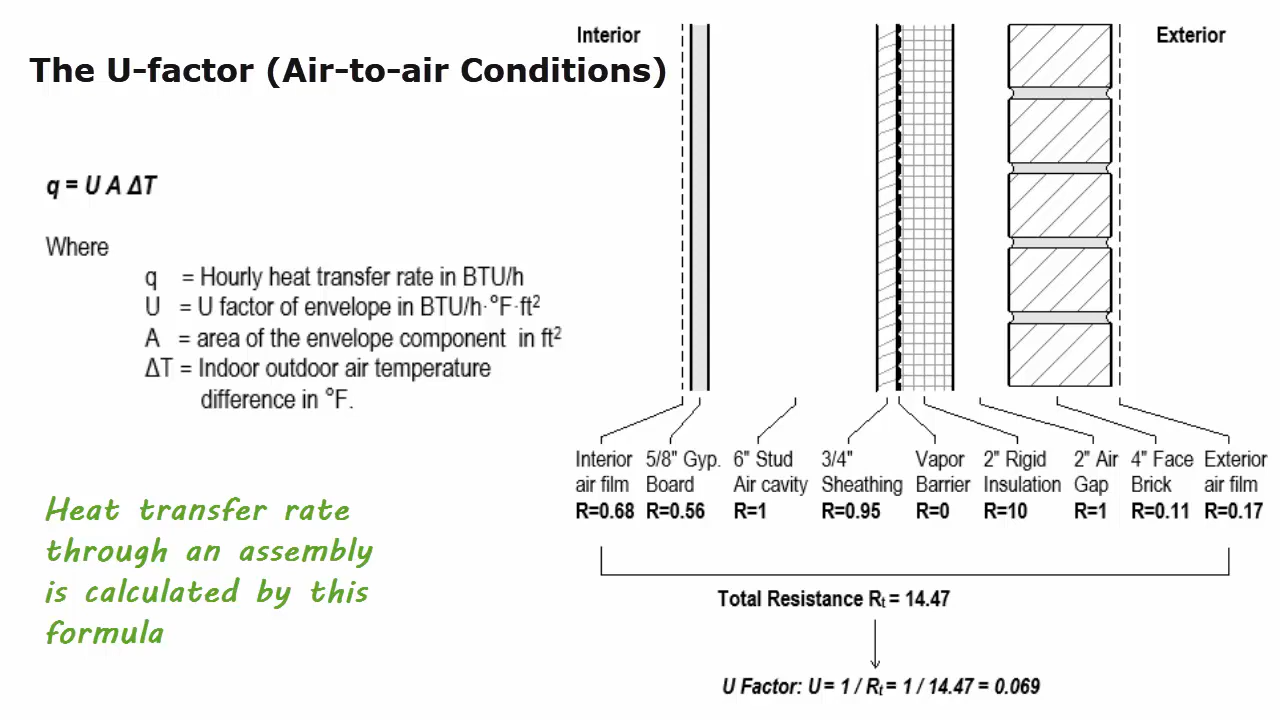 Interior
Exterior
The U-factor (Air-to-air Conditions)
q = U A ΔT
Where
q = Hourly heat transfer rate in BTU/h
U = U factor of envelope in BTU/h·°F·ft²
A = area of the envelope component in ft²
ΔT = Indoor outdoor air temperature
difference in °F.
Heat transfer rate
through an assembly
is calculated by this
formula
Interior 5/8" Gyp. 6" Stud 3/4" Vapor 2" Rigid 2" Air 4" Face Exterior
air film Board Air cavity Sheathing Barrier Insulation Gap Brick air film
R=0.68 R=0.56 R=1 R=0.95 R=0 R=10 R=1 R=0.11 R=0.17
Total Resistance Rₜ = 14.47
U Factor: U = 1 / Rₜ = 1 / 14.47 = 0.069